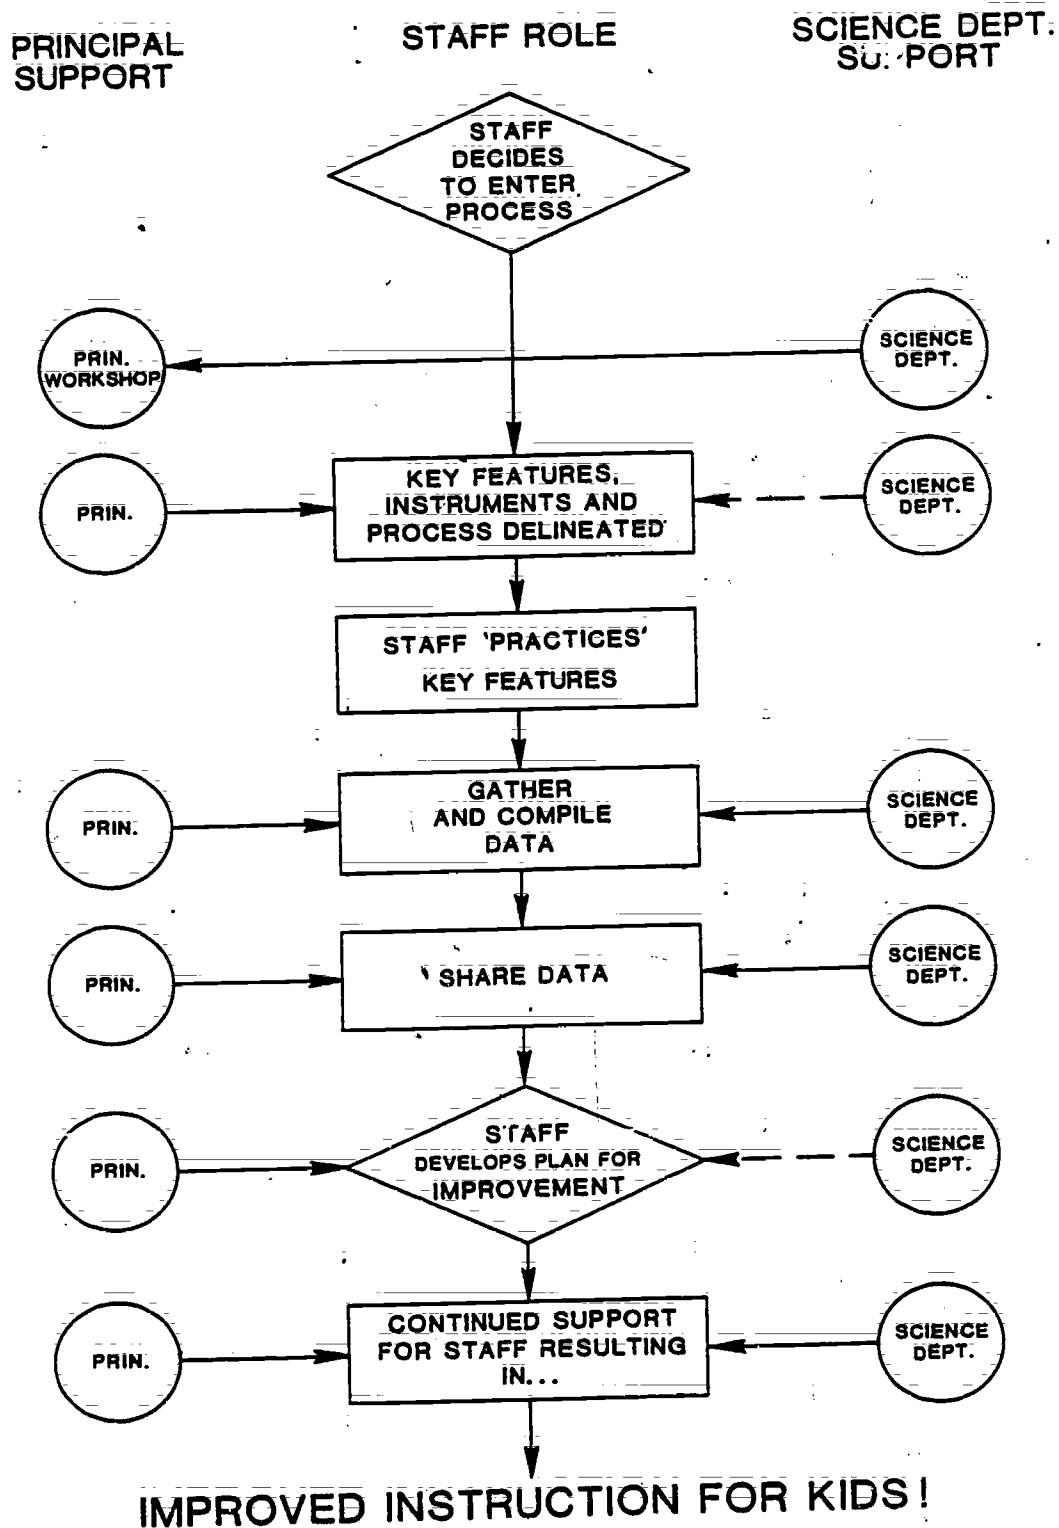 PRINCIPAL
SUPPORT
STAFF ROLE
SCIENCE DEPT.
STAFF
DECIDES
TO ENTER
PROCESS
PRIN.
WORKSHOP
SCIENCE
DEPT.
PRIN.
KEY FEATURES,
INSTRUMENTS AND
PROCESS DELINEATED
SCIENCE
DEPT.
STAFF 'PRACTICES'
KEY FEATURES
PRIN.
GATHER
AND COMPILE
DATA
SCIENCE
DEPT.
PRIN.
SHARE DATA
SCIENCE
DEPT.
PRIN.
STAFF
DEVELOPS PLAN FOR
IMPROVEMENT
SCIENCE
DEPT.
PRIN.
CONTINUED SUPPORT
FOR STAFF RESULTING
IN...
SCIENCE
DEPT.
IMPROVED INSTRUCTION FOR KIDS!